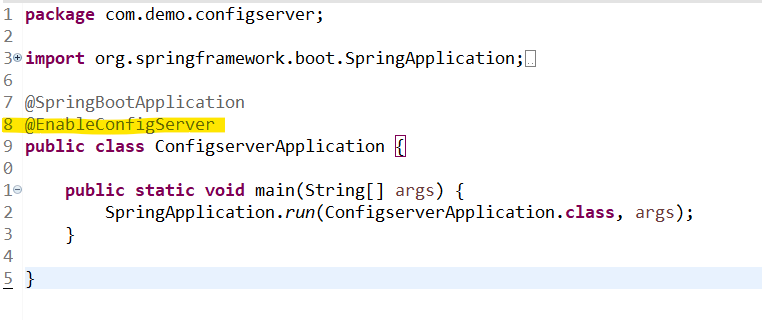 1 package com.demo.configserver;
2
3 import org.springframework.boot.SpringApplication;
6
7 @SpringBootApplication
8 @EnableConfigServer
9 public class ConfigserverApplication {
0
1 public static void main(String[] args) {
2 SpringApplication.run(ConfigserverApplication.class, args);
3 }
4
5 }